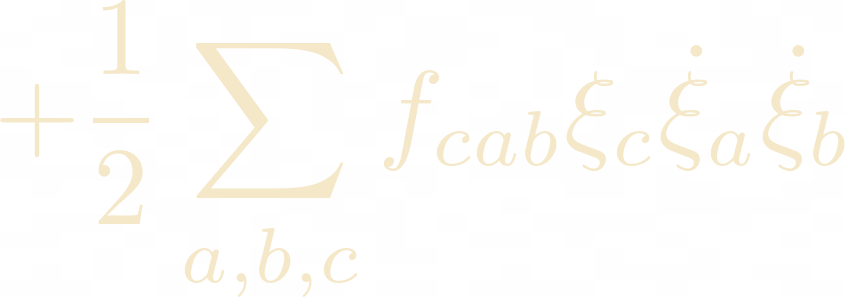 +\frac{1}{2} \sum_{a,b,c} f_{cab} \xi_c \dot{\xi}_a \dot{\xi}_b